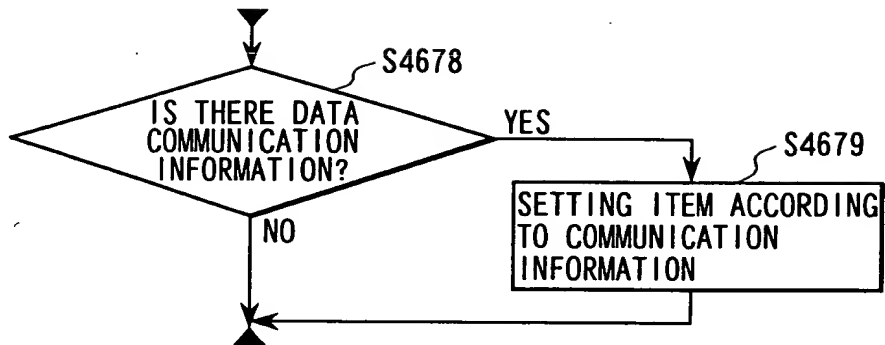 S4678
IS THERE DATA
COMMUNICATION
INFORMATION?
YES
S4679
SETTING ITEM ACCORDING
TO COMMUNICATION
INFORMATION
NO